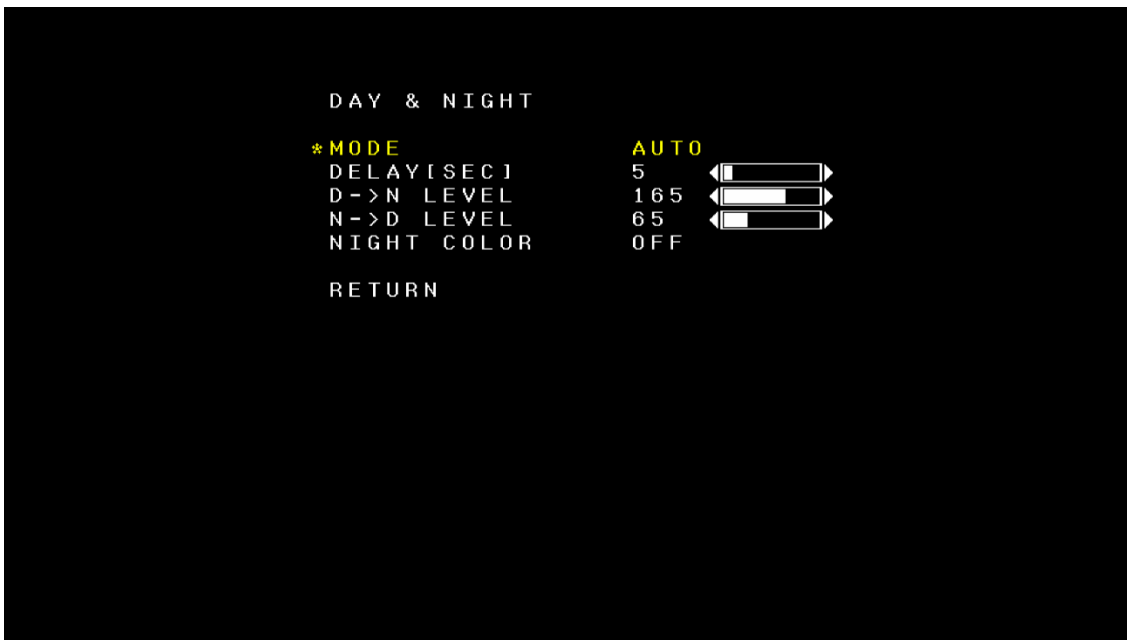 DAY & NIGHT
*MODE AUTO
DELAY[SEC] 5
D->N LEVEL 165
N->D LEVEL 65
NIGHT COLOR OFF
RETURN